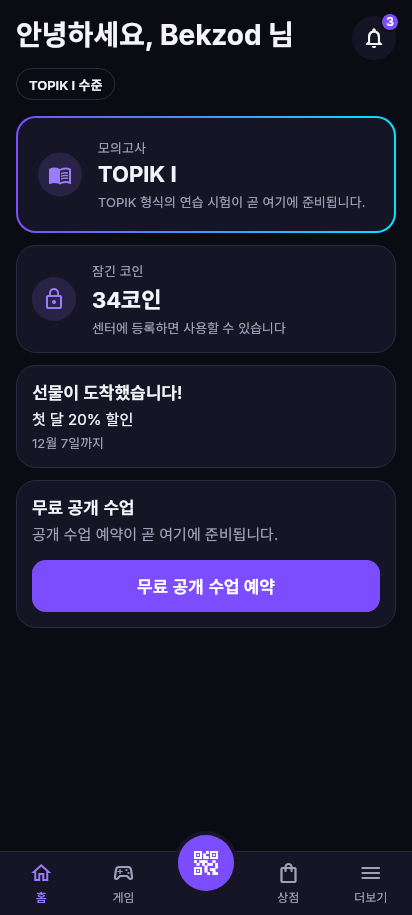 안녕하세요, Bekzod 님
3
TOPIK I 수준
모의고사
TOPIK I
TOPIK 형식의 연습 시험이 곧 여기에 준비됩니다.
잠긴 코인
34코인
센터에 등록하면 사용할 수 있습니다
선물이 도착했습니다!
첫 달 20% 할인
12월 7일까지
무료 공개 수업
공개 수업 예약이 곧 여기에 준비됩니다.
무료 공개 수업 예약
홈
게임
상점
더보기